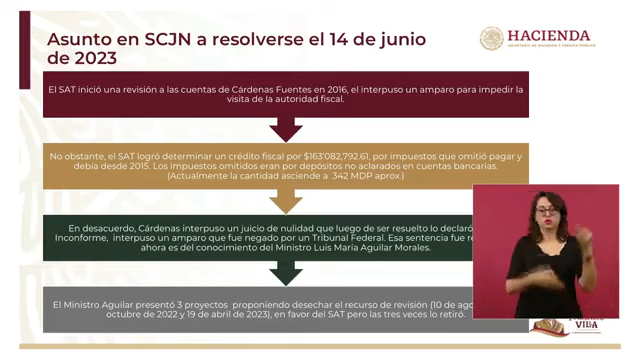 Asunto en SCJN a resolverse el 14 de junio
de 2023
HACIENDA
SECRETARÍA DE HACIENDA Y CRÉDITO PÚBLICO
El SAT inició una revisión a las cuentas de Cárdenas Fuentes en 2016, el interpuso un amparo para impedir la
visita de la autoridad fiscal.
No obstante, el SAT logró determinar un crédito fiscal por $163'082,792.61, por impuestos que omitió pagar y
debía desde 2015. Los impuestos omitidos eran por depósitos no aclarados en cuentas bancarias.
(Actualmente la cantidad asciende a 342 MDP aprox.)
En desacuerdo, Cárdenas interpuso un juicio de nulidad que luego de ser resuelto lo declaró
Inconforme, interpuso un amparo que fue negado por un Tribunal Federal. Esa sentencia fue
ahora es del conocimiento del Ministro Luis María Aguilar Morales.
El Ministro Aguilar presentó 3 proyectos proponiendo desechar el recurso de revisión (10 de
octubre de 2022 y 19 de abril de 2023), en favor del SAT pero las tres veces lo retiró.
VILLA